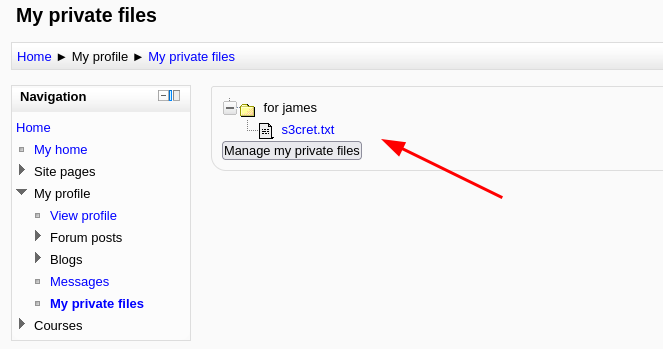 My private files
Home ► My profile ► My private files
Navigation
Home
My home
Site pages
My profile
View profile
Forum posts
Blogs
Messages
My private files
Courses
for james
s3cret.txt
Manage my private files